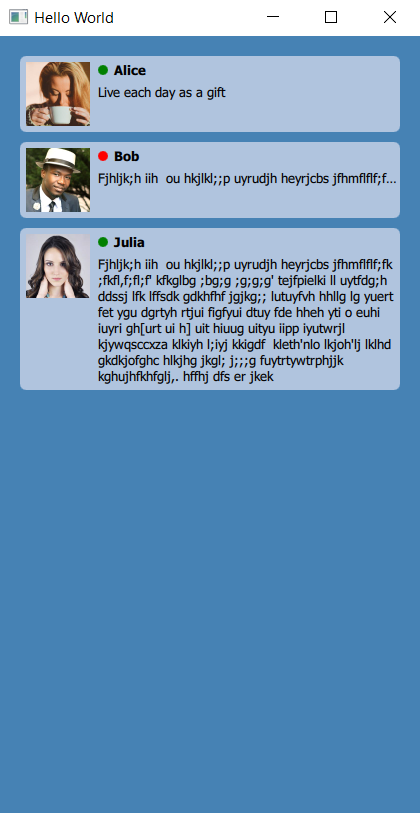 Hello World
Alice
Live each day as a gift
Bob
Fjhljk;h iih  ou hkjlkl;;p uyrudjh heyrjcbs jfhmflflf;f...
Julia
Fjhljk;h iih  ou hkjlkl;;p uyrudjh heyrjcbs jfhmflflf;fk
;fkfl,f;fl;f' kfkglbg ;bg;g ;g;g;g' tejfpielki ll uytfdg;h
ddssj lfk lffsdk gdkhfhf jgjkg;; lutuyfvh hhllg lg yuert
fet ygu dgrtyh rtjui figfyui dtuy fde hheh yti o euhi
iuyri gh[urt ui h] uit hiuug uityu iipp iyutwrjl
kjywqsccxza klkiyh l;iyj kkigdf  kleth'nlo lkjoh'lj lklhd
gkdkjofghc hlkjhg jkgl; j;;;g fuytrtywtrphjjk
kghujhfkhfglj,. hffhj dfs er jkek